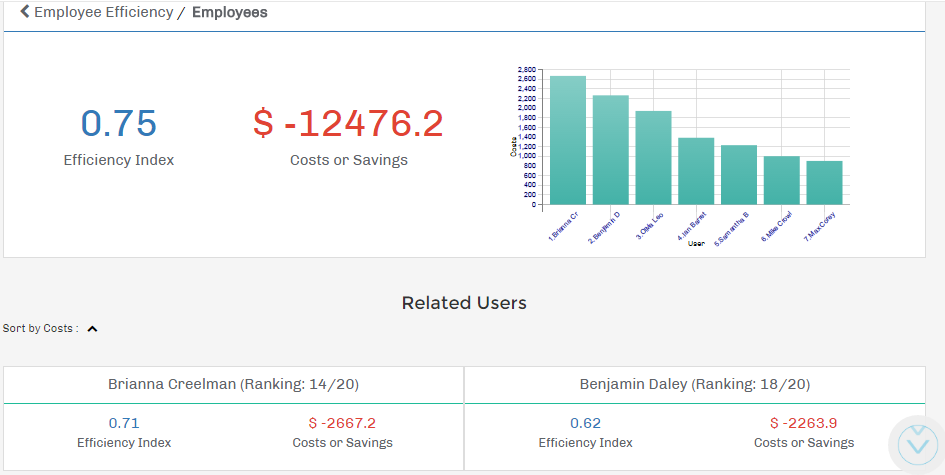 Employee Efficiency / Employees
0.75
Efficiency Index
$ -12476.2
Costs or Savings
Costs
2,800
2,600
2,400
2,200
2,000
1,800
1,600
1,400
1,200
1,000
800
600
400
200
0
1.Brianna Cr
2.Benjamin D
3.Olivia Leo
4.Ian Barret
5.Samantha B
6.Mike Crowl
7.Max Corey
User
Related Users
Sort by Costs :
Brianna Creelman (Ranking: 14/20)
0.71
Efficiency Index
$ -2667.2
Costs or Savings
Benjamin Daley (Ranking: 18/20)
0.62
Efficiency Index
$ -2263.9
Costs or Savings